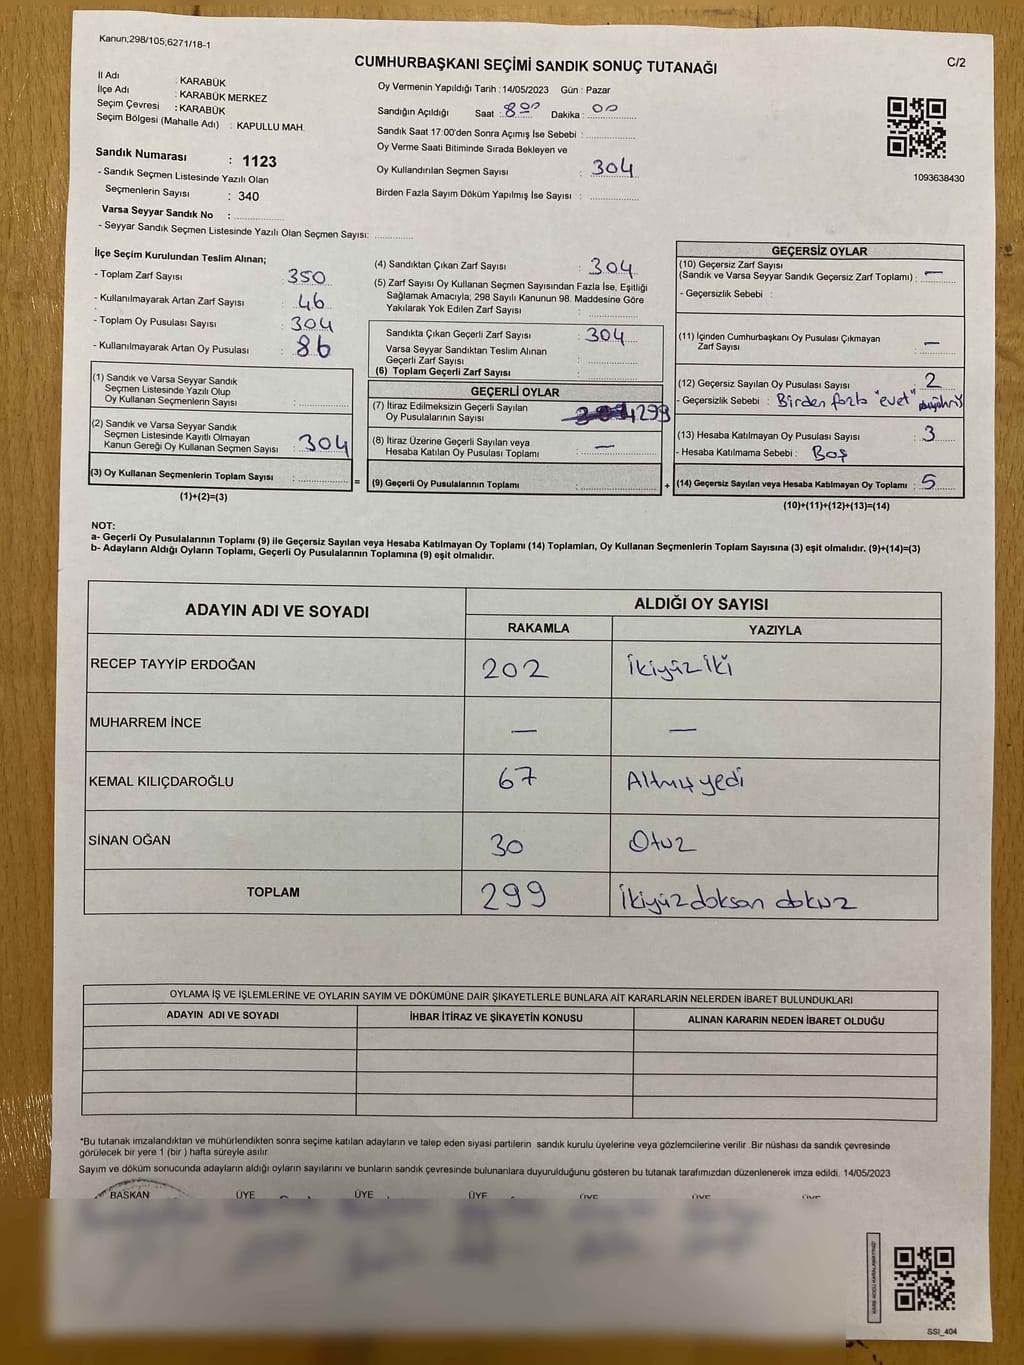 Kanun,298/105,6271/18-1
C/2
CUMHURBAŞKANI SEÇİMİ SANDIK SONUÇ TUTANAĞI
İl Adı : KARABÜK
İlçe Adı : KARABÜK MERKEZ
Seçim Çevresi : KARABÜK
Seçim Bölgesi (Mahalle Adı) : KAPULLU MAH.
Sandık Numarası : 1123
- Sandık Seçmen Listesinde Yazılı Olan
Seçmenlerin Sayısı : 340
Varsa Seyyar Sandık No :
- Seyyar Sandık Seçmen Listesinde Yazılı Olan Seçmen Sayısı:
Oy Vermenin Yapıldığı Tarih : 14/05/2023 Gün : Pazar
Sandığın Açıldığı Saat : 8 00 Dakika : 00
Sandık Saat 17:00'den Sonra Açımış İse Sebebi :
Oy Verme Saati Bitiminde Sırada Bekleyen ve
Oy Kullandırılan Seçmen Sayısı : 304
Birden Fazla Sayım Döküm Yapılmış İse Sayısı :
1093638430
İlçe Seçim Kurulundan Teslim Alınan;
- Toplam Zarf Sayısı : 350
- Kullanılmayarak Artan Zarf Sayısı : 46
- Toplam Oy Pusulası Sayısı : 304
- Kullanılmayarak Artan Oy Pusulası : 86
(1) Sandık ve Varsa Seyyar Sandık
Seçmen Listesinde Yazılı Olup
Oy Kullanan Seçmenlerin Sayısı :
(2) Sandık ve Varsa Seyyar Sandık
Seçmen Listesinde Kayıtlı Olmayan
Kanun Gereği Oy Kullanan Seçmen Sayısı : 304
(3) Oy Kullanan Seçmenlerin Toplam Sayısı :
(1)+(2)=(3)
(4) Sandıktan Çıkan Zarf Sayısı : 304
(5) Zarf Sayısı Oy Kullanan Seçmen Sayısından Fazla İse, Eşitliği
Sağlamak Amacıyla; 298 Sayılı Kanunun 98. Maddesine Göre
Yakılarak Yok Edilen Zarf Sayısı :
Sandıkta Çıkan Geçerli Zarf Sayısı : 304
Varsa Seyyar Sandıktan Teslim Alınan
Geçerli Zarf Sayısı :
(6) Toplam Geçerli Zarf Sayısı :
GEÇERLİ OYLAR
(7) İtiraz Edilmeksizin Geçerli Sayılan
Oy Pusulalarının Sayısı : 299
(8) İtiraz Üzerine Geçerli Sayılan veya
Hesaba Katılan Oy Pusulası Toplamı : —
= (9) Geçerli Oy Pusulalarının Toplamı : +
GEÇERSİZ OYLAR
(10) Geçersiz Zarf Sayısı
(Sandık ve Varsa Seyyar Sandık Geçersiz Zarf Toplamı) : —
- Geçersizlik Sebebi :
(11) İçinden Cumhurbaşkanı Oy Pusulası Çıkmayan
Zarf Sayısı : —
(12) Geçersiz Sayılan Oy Pusulası Sayısı : 2
- Geçersizlik Sebebi : Birden fazla "evet"
(13) Hesaba Katılmayan Oy Pusulası Sayısı : 3
- Hesaba Katılmama Sebebi : Boş
(14) Geçersiz Sayılan veya Hesaba Katılmayan Oy Toplamı : 5
(10)+(11)+(12)+(13)=(14)
NOT:
a- Geçerli Oy Pusulalarının Toplamı (9) ile Geçersiz Sayılan veya Hesaba Katılmayan Oy Toplamı (14) Toplamları, Oy Kullanan Seçmenlerin Toplam Sayısına (3) eşit olmalıdır. (9)+(14)=(3)
b- Adayların Aldığı Oyların Toplamı, Geçerli Oy Pusulalarının Toplamına (9) eşit olmalıdır.
ADAYIN ADI VE SOYADI
ALDIĞI OY SAYISI
RAKAMLA YAZIYLA
RECEP TAYYİP ERDOĞAN 202 İkiyüz iki
MUHARREM İNCE — —
KEMAL KILIÇDAROĞLU 67 Altmış yedi
SİNAN OĞAN 30 Otuz
TOPLAM 299 İkiyüz doksan dokuz
OYLAMA İŞ VE İŞLEMLERİNE VE OYLARIN SAYIM VE DÖKÜMÜNE DAİR ŞİKAYETLERLE BUNLARA AİT KARARLARIN NELERDEN İBARET BULUNDUKLARI
ADAYIN ADI VE SOYADI İHBAR İTİRAZ VE ŞİKAYETİN KONUSU ALINAN KARARIN NEDEN İBARET OLDUĞU
*Bu tutanak imzalandıktan ve mühürlendikten sonra seçime katılan adayların ve talep eden siyasi partilerin sandık kurulu üyelerine veya gözlemcilerine verilir. Bir nüshası da sandık çevresinde
görülecek bir yere 1 (bir ) hafta süreyle asılır.
Sayım ve döküm sonucunda adayların aldığı oyların sayılarını ve bunların sandık çevresinde bulunanlara duyurulduğunu gösteren bu tutanak tarafımızdan düzenlenerek imza edildi. 14/05/2023
BAŞKAN ÜYE ÜYE ÜYE ÜYE ÜYE ÜYE
KARE KODU KARALAMAYINIZ!
SSI_404